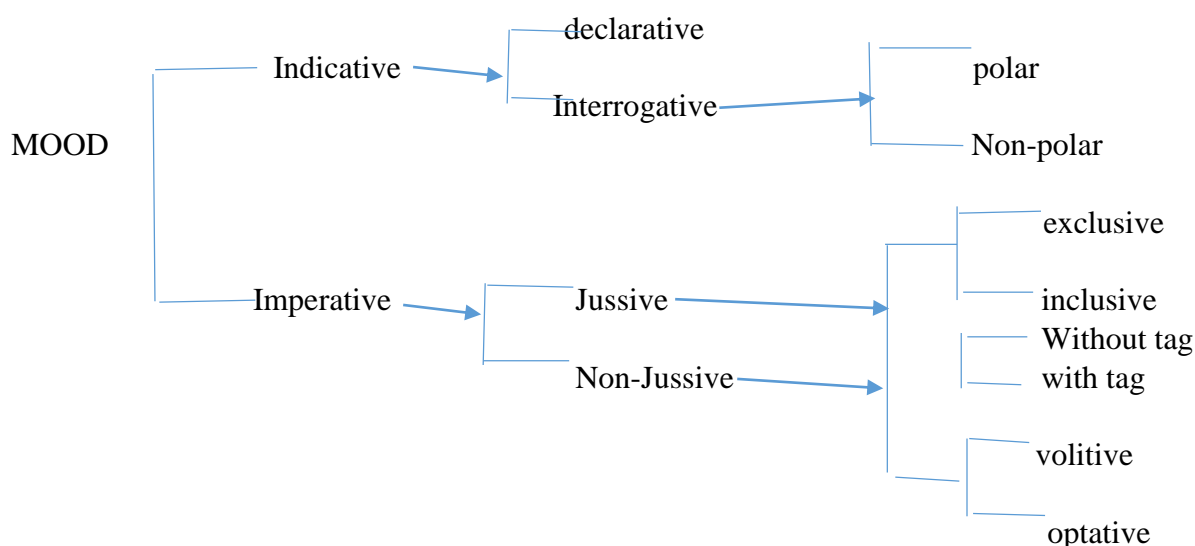 declarative
Indicative
polar
Interrogative
MOOD
Non-polar
exclusive
Imperative
Jussive
inclusive
Without tag
Non-Jussive
with tag
volitive
optative